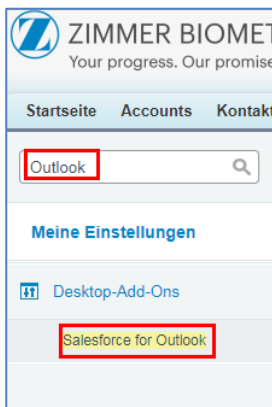 ZIMMER BIOMET
Your progress. Our promise
Startseite Accounts Kontakt
Outlook
Meine Einstellungen
Desktop-Add-Ons
Salesforce for Outlook